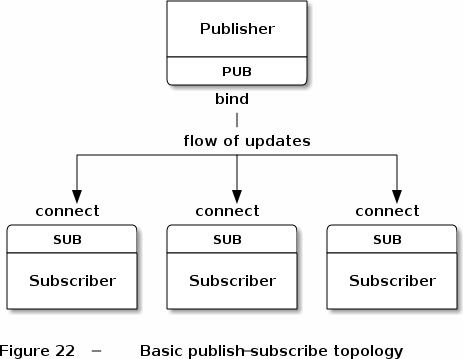 Publisher
PUB
bind
flow of updates
connect connect connect
SUB SUB SUB
Subscriber Subscriber Subscriber
Figure 22 – Basic publish-subscribe topology